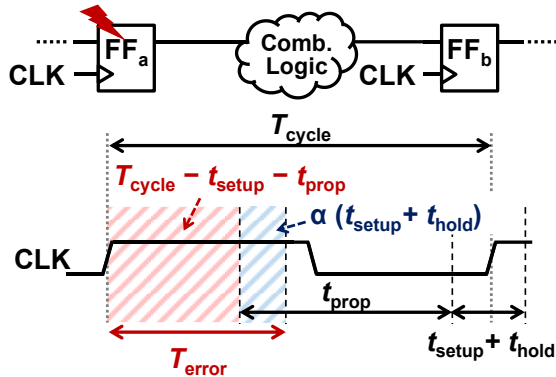 FFa
Comb.
Logic
FFb
CLK
CLK
Tcycle
Tcycle − tsetup − tprop
α (tsetup + thold)
CLK
tprop
Terror
tsetup + thold